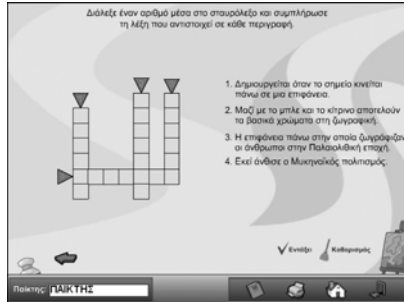 Διάλεξε έναν αριθμό μέσα στο σταυρόλεξο και συμπλήρωσε
τη λέξη που αντιστοιχεί σε κάθε περιγραφή.
1. Δημιουργείται όταν το σημείο κινείται
πάνω σε μια επιφάνεια.
2. Μαζί με το μπλε και το κίτρινο αποτελούν
τα βασικά χρώματα στη ζωγραφική.
3. Η επιφάνεια πάνω στην οποία ζωγράφιζαν
οι άνθρωποι στην Παλαιολιθική εποχή.
4. Εκεί άνθισε ο Μυκηναϊκός πολιτισμός.
Εντάξει Καθαρισμός
Παίκτης: ΠΑΙΚΤΗΣ